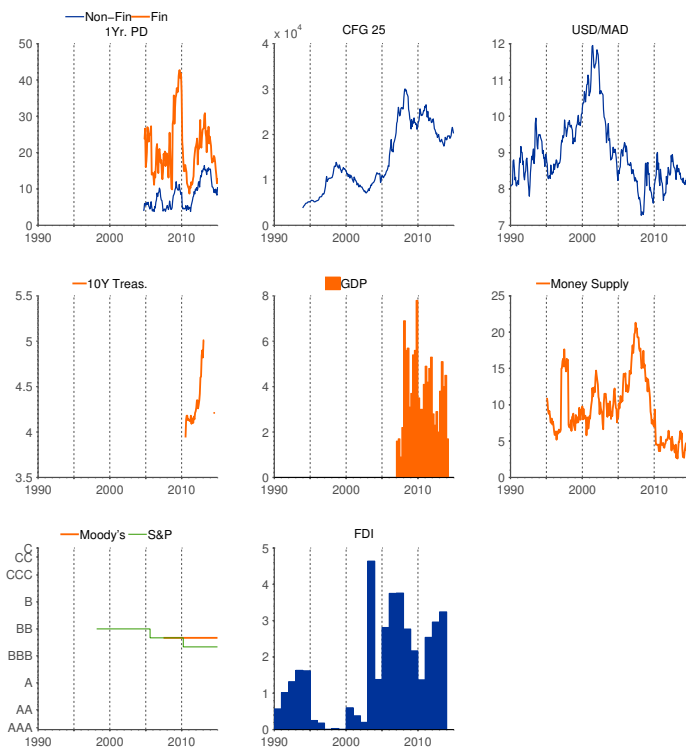 Non−Fin Fin
1Yr. PD
50
40
30
20
10
0
1990 2000 2010
x 10⁴ CFG 25
4
3
2
1
0
1990 2000 2010
USD/MAD
12
11
10
9
8
7
1990 2000 2010
10Y Treas.
5.5
5
4.5
4
3.5
1990 2000 2010
GDP
8
6
4
2
0
1990 2000 2010
Money Supply
25
20
15
10
5
0
1990 2000 2010
Moody's S&P
C
CC
CCC
B
BB
BBB
A
AA
AAA
1990 2000 2010
FDI
5
4
3
2
1
0
1990 2000 2010